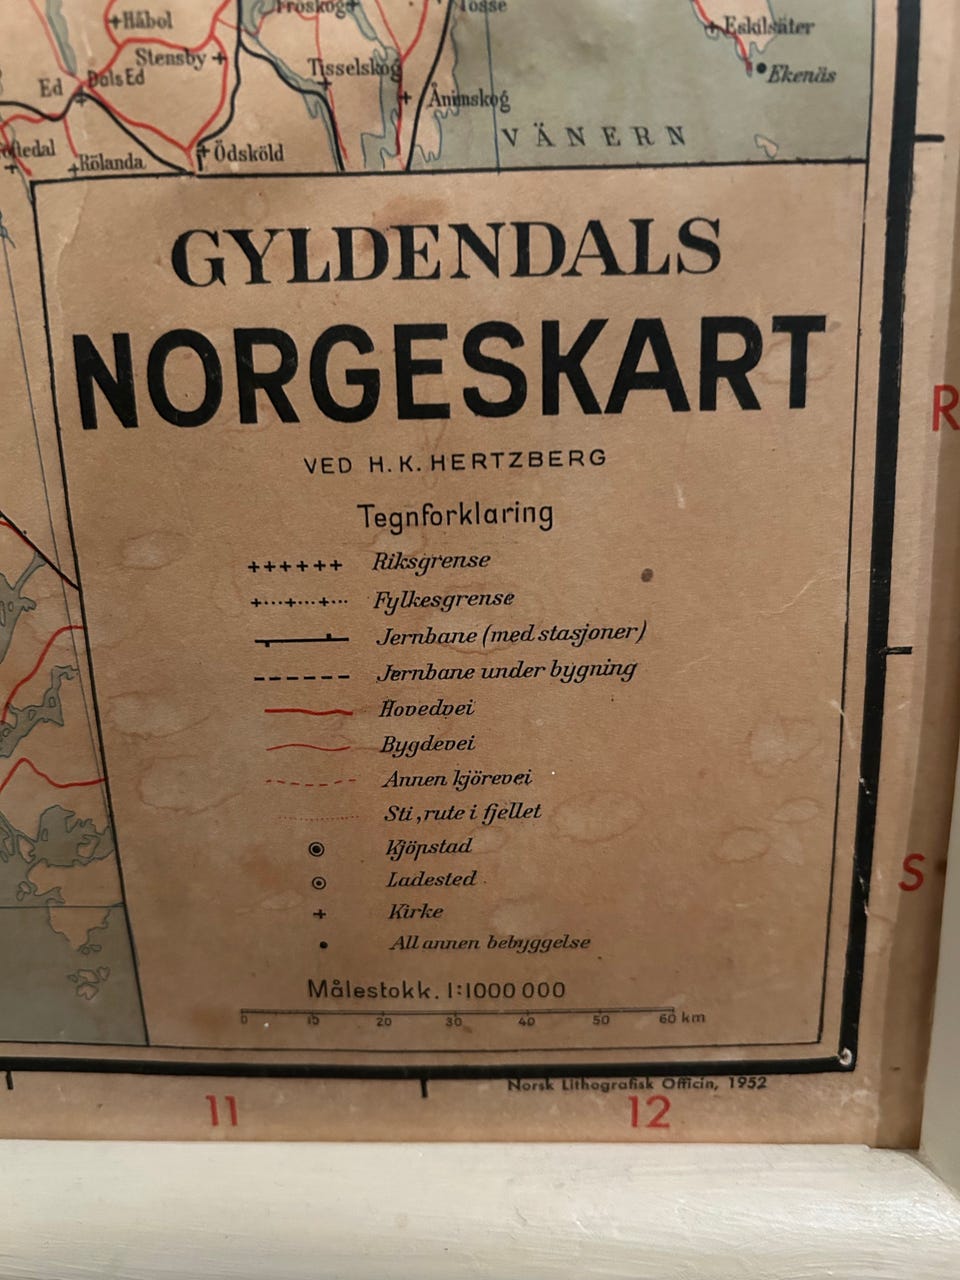 Håbol
Tösse
Stensby
Eskilsäter
Tisselskog
Ekenäs
Ed
Dals Ed
Ånimskog
VÄNERN
Rölanda
Ödsköld
GYLDENDALS
NORGESKART
VED H. K. HERTZBERG
Tegnforklaring
Riksgrense
Fylkesgrense
Jernbane (med stasjoner)
Jernbane under bygning
Hovedvei
Bygdevei
Annen kjörevei
Sti, rute i fjellet
Kjöpstad
Ladested
Kirke
All annen bebyggelse
Målestokk. 1:1000 000
0 10 20 30 40 50 60 km
Norsk Lithografisk Officin, 1952
11
12
R
S